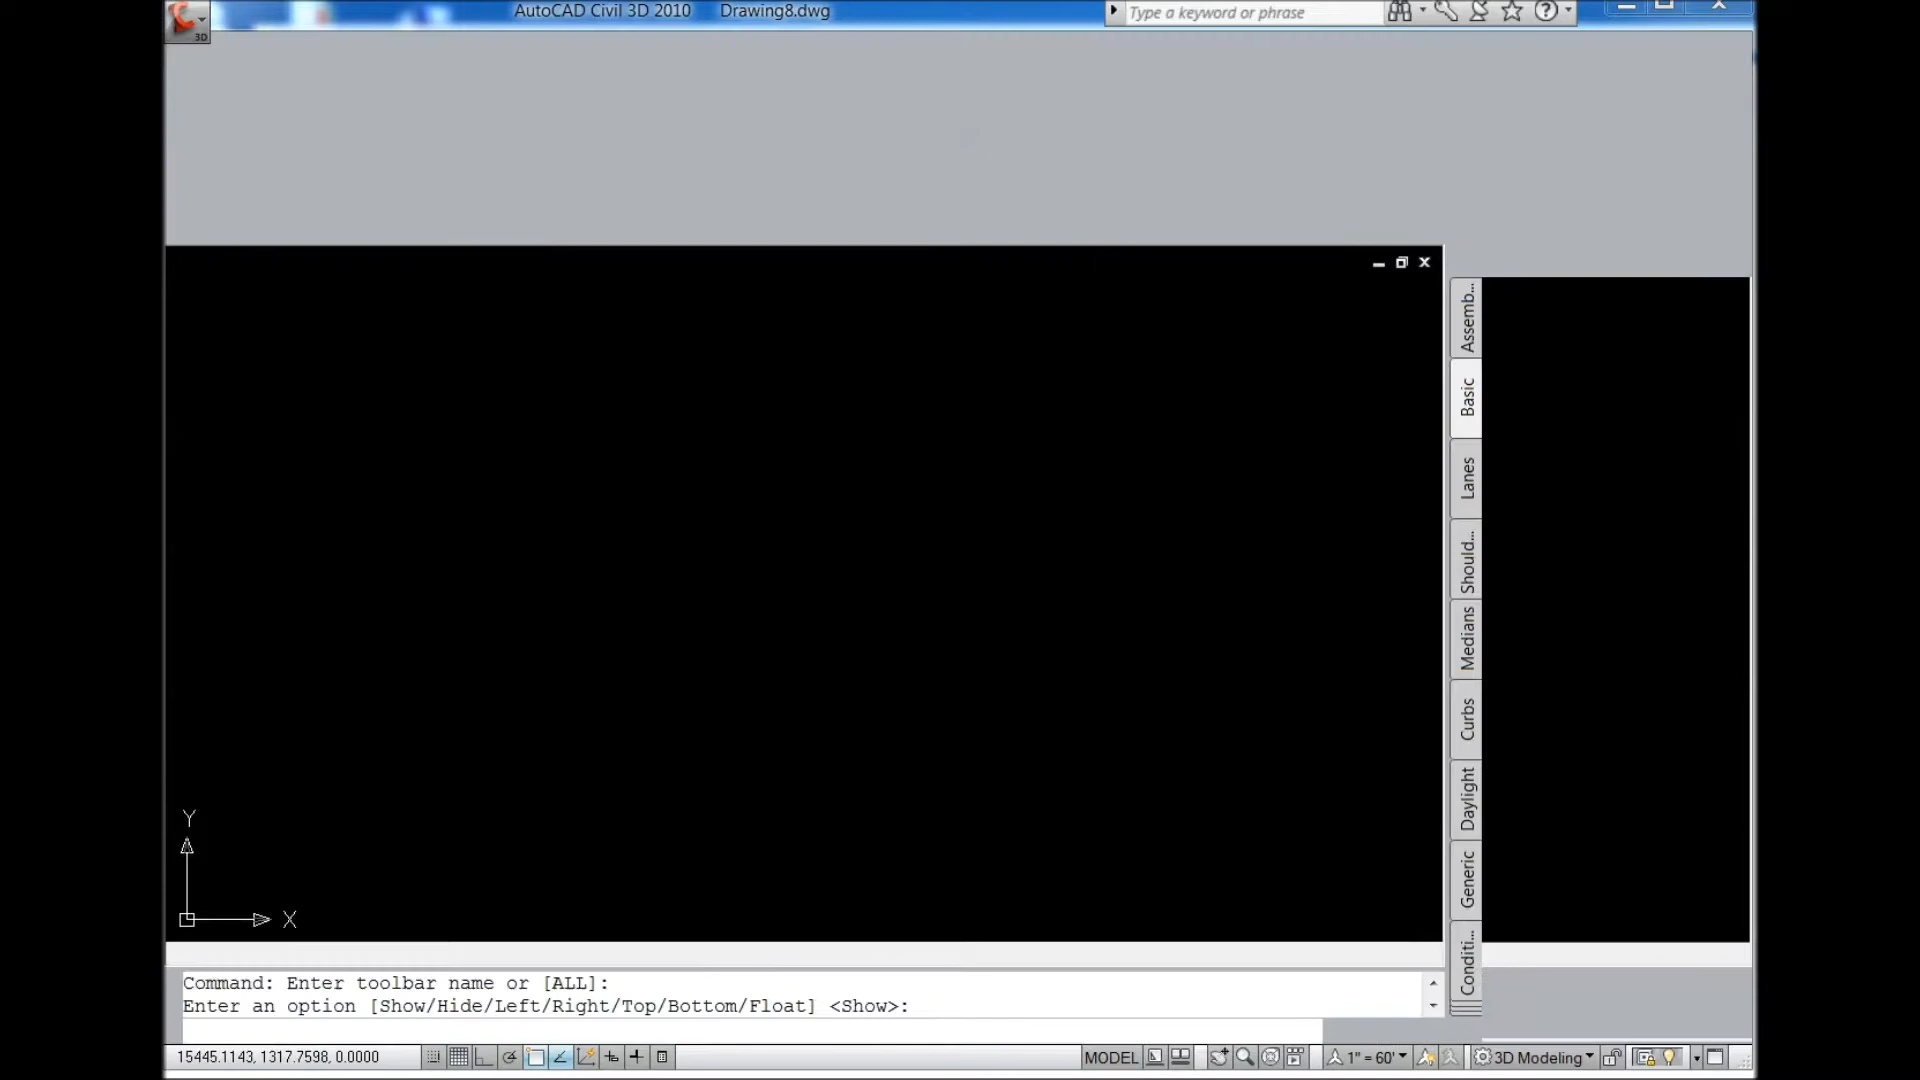 3D
AutoCAD Civil 3D 2010 Drawing8.dwg
Type a keyword or phrase
Assemb...
Basic
Lanes
Should...
Medians
Curbs
Daylight
Generic
Conditi...
Y
X
Command: Enter toolbar name or [ALL]:
Enter an option [Show/Hide/Left/Right/Top/Bottom/Float] <Show>:
15445.1143, 1317.7598, 0.0000
MODEL
1" = 60'
3D Modeling